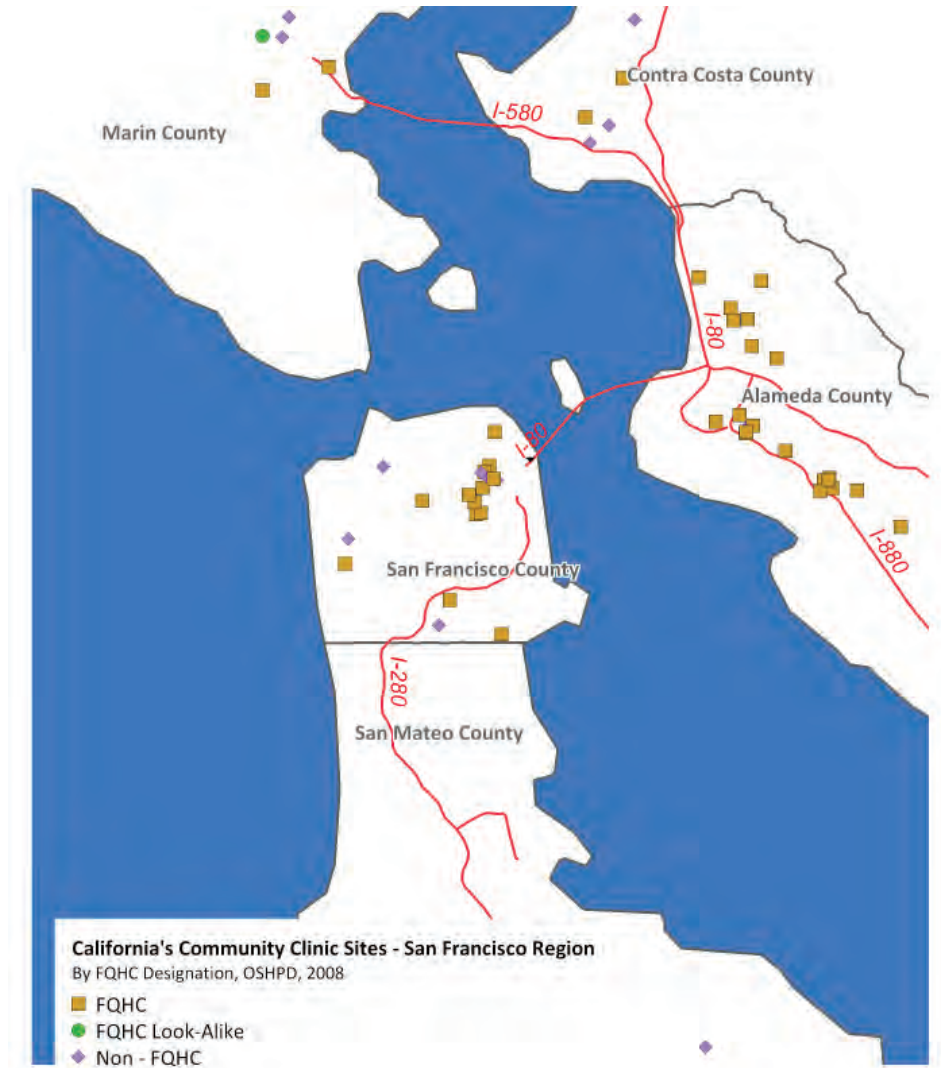 Contra Costa County
I-580
Marin County
I-80
Alameda County
I-80
I-880
San Francisco County
I-280
San Mateo County
California's Community Clinic Sites - San Francisco Region
By FQHC Designation, OSHPD, 2008
FQHC
FQHC Look-Alike
Non - FQHC